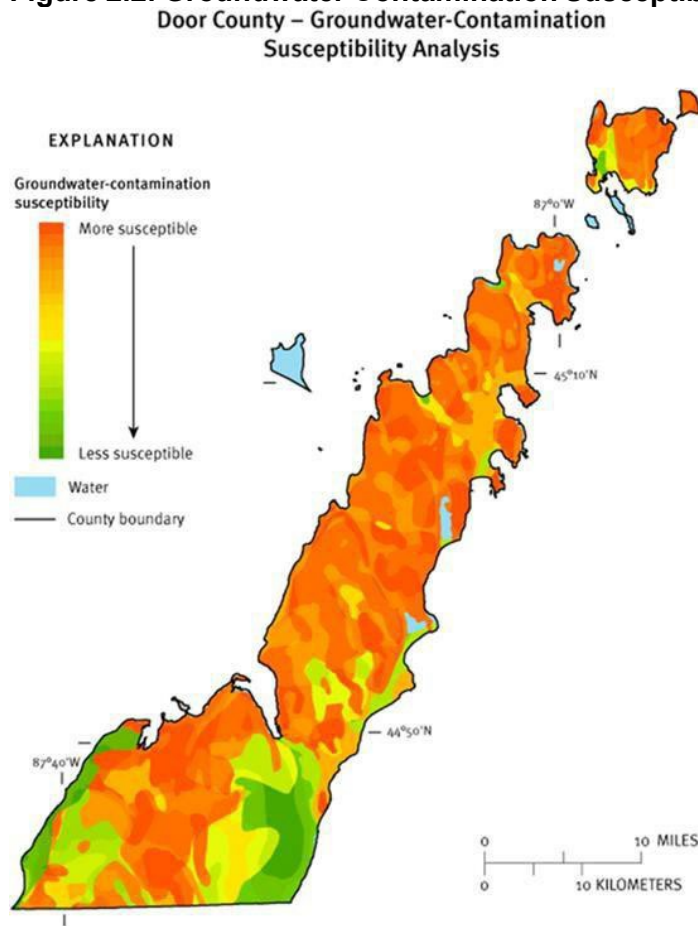 Door County – Groundwater-Contamination
Susceptibility Analysis
EXPLANATION
Groundwater-contamination
susceptibility
More susceptible
Less susceptible
Water
County boundary
87°0'W
45°10'N
44°50'N
87°40'W
0 10 MILES
0 10 KILOMETERS